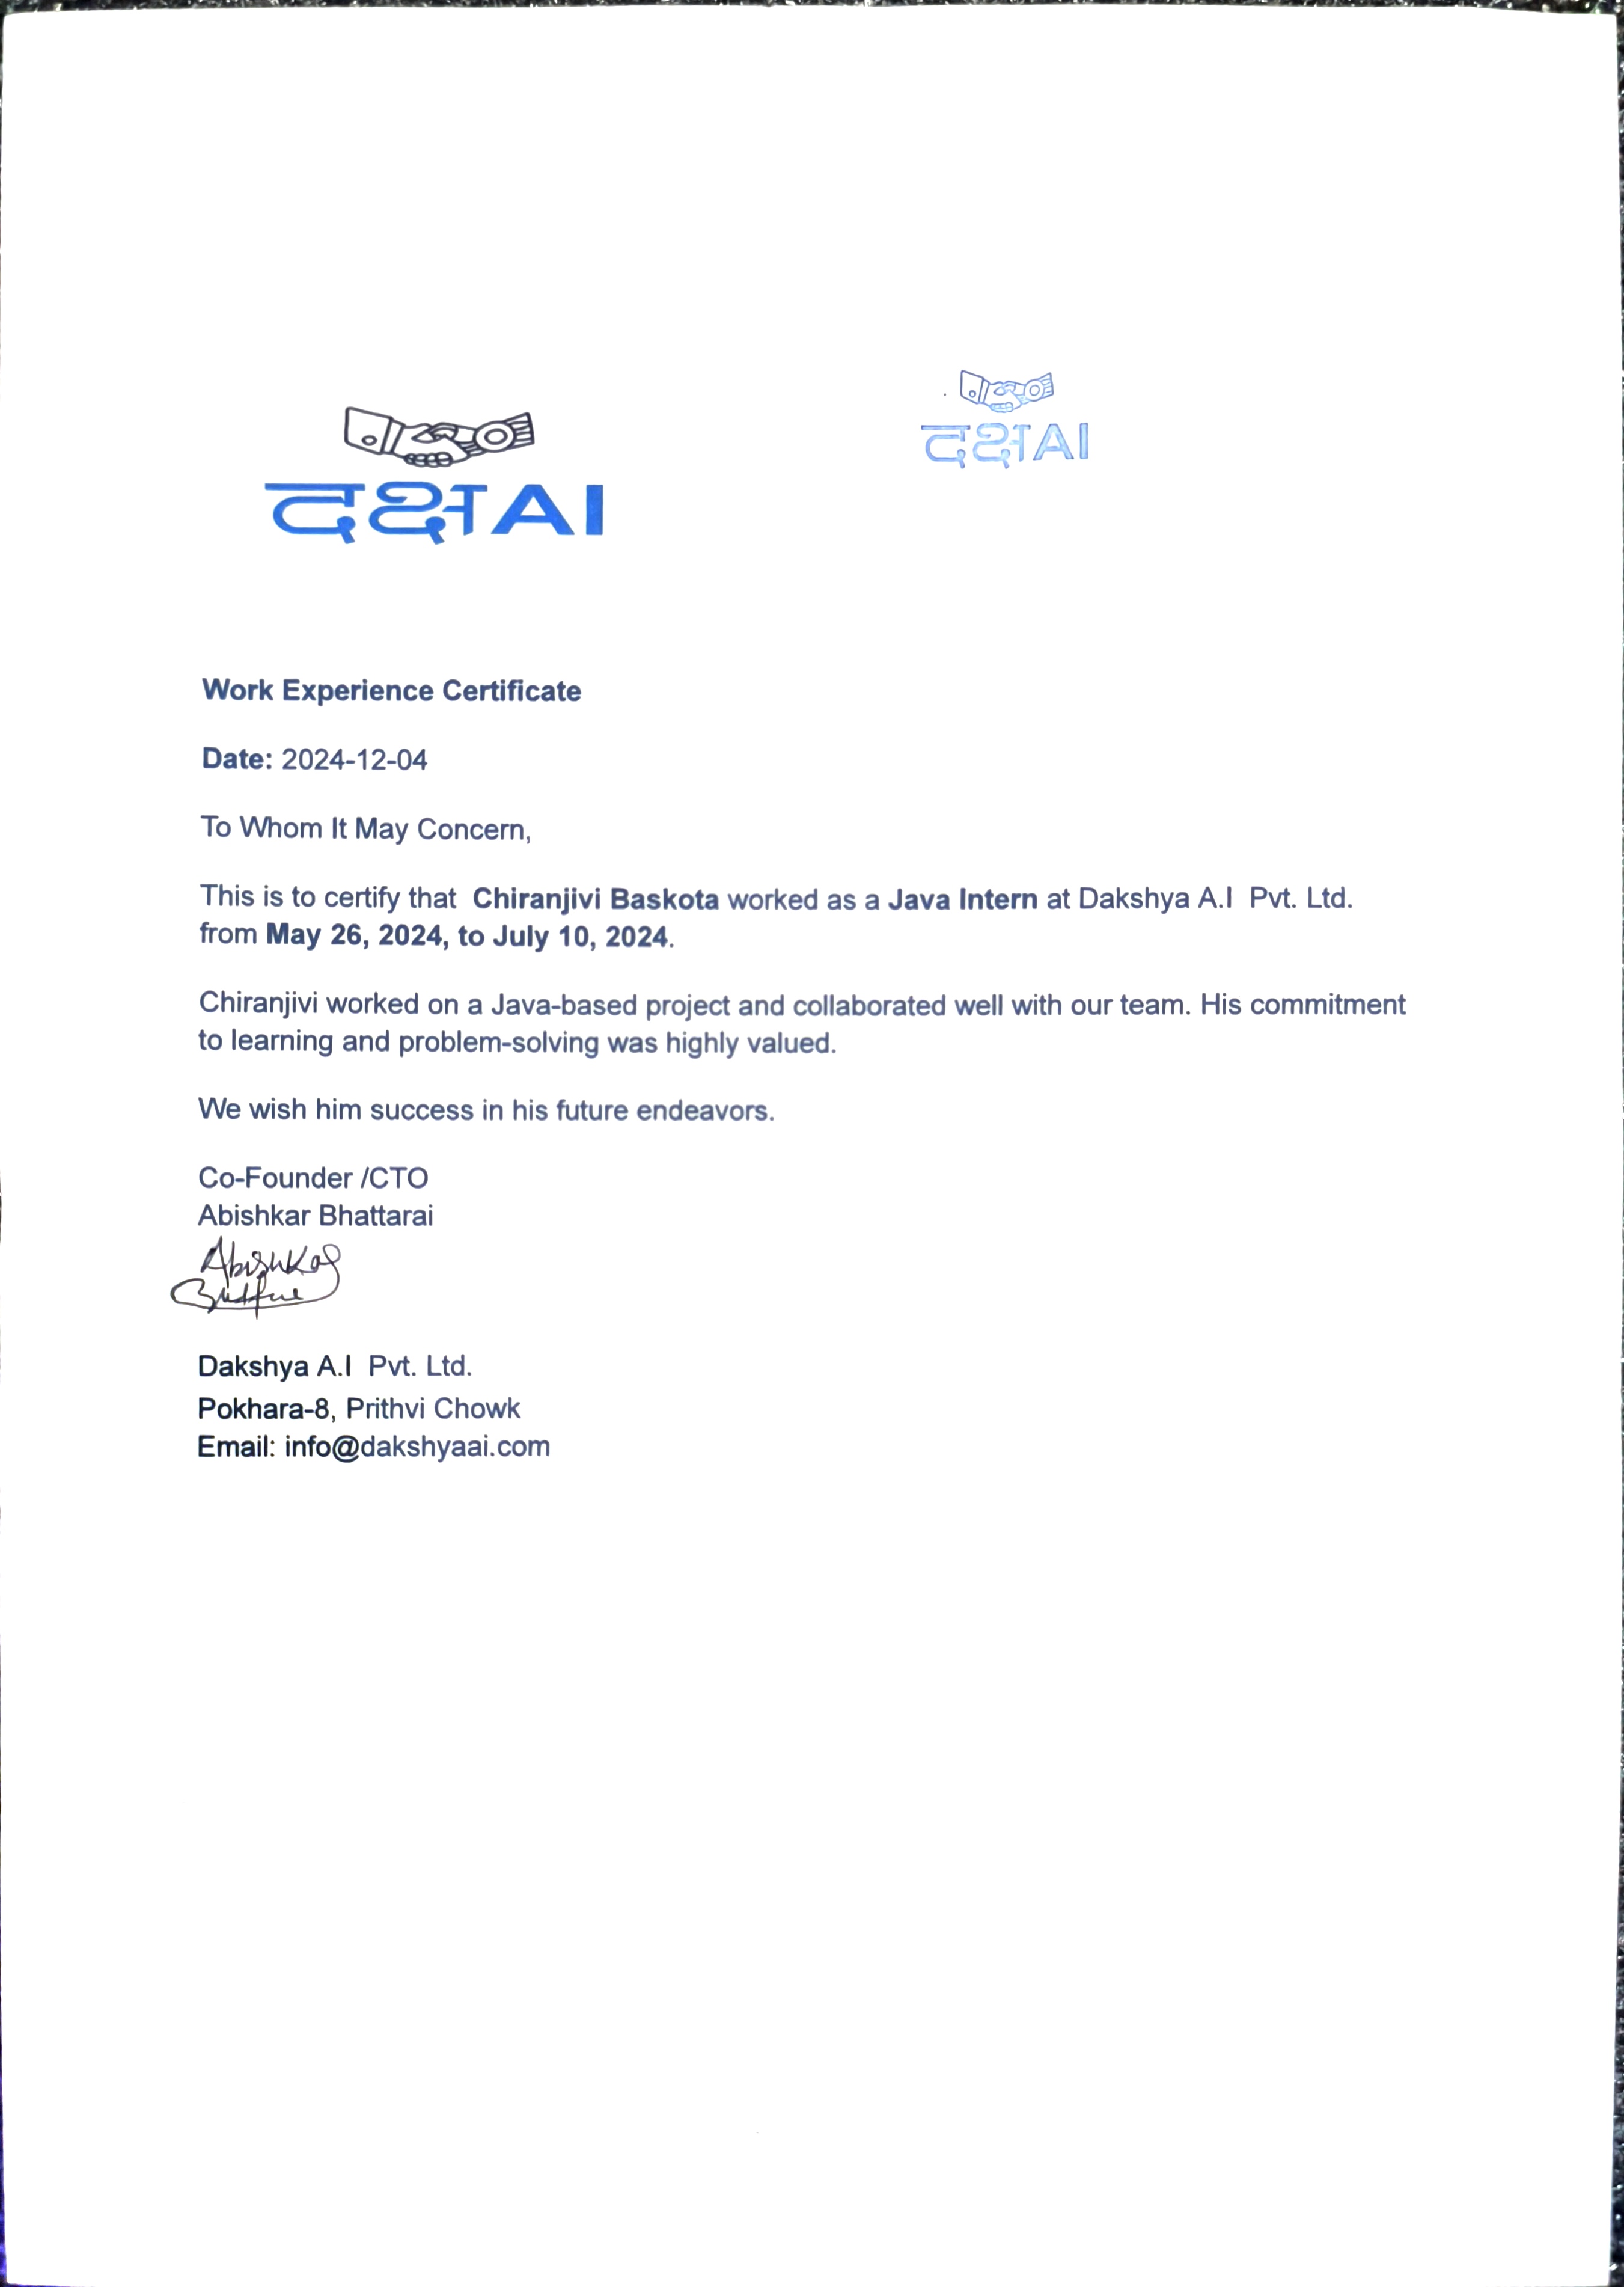 दक्षAI
दक्षAI
Work Experience Certificate
Date: 2024-12-04
To Whom It May Concern,
This is to certify that Chiranjivi Baskota worked as a Java Intern at Dakshya A.I Pvt. Ltd.
from May 26, 2024, to July 10, 2024.
Chiranjivi worked on a Java-based project and collaborated well with our team. His commitment
to learning and problem-solving was highly valued.
We wish him success in his future endeavors.
Co-Founder /CTO
Abishkar Bhattarai
Abishkar
Dakshya A.I Pvt. Ltd.
Pokhara-8, Prithvi Chowk
Email: info@dakshyaai.com